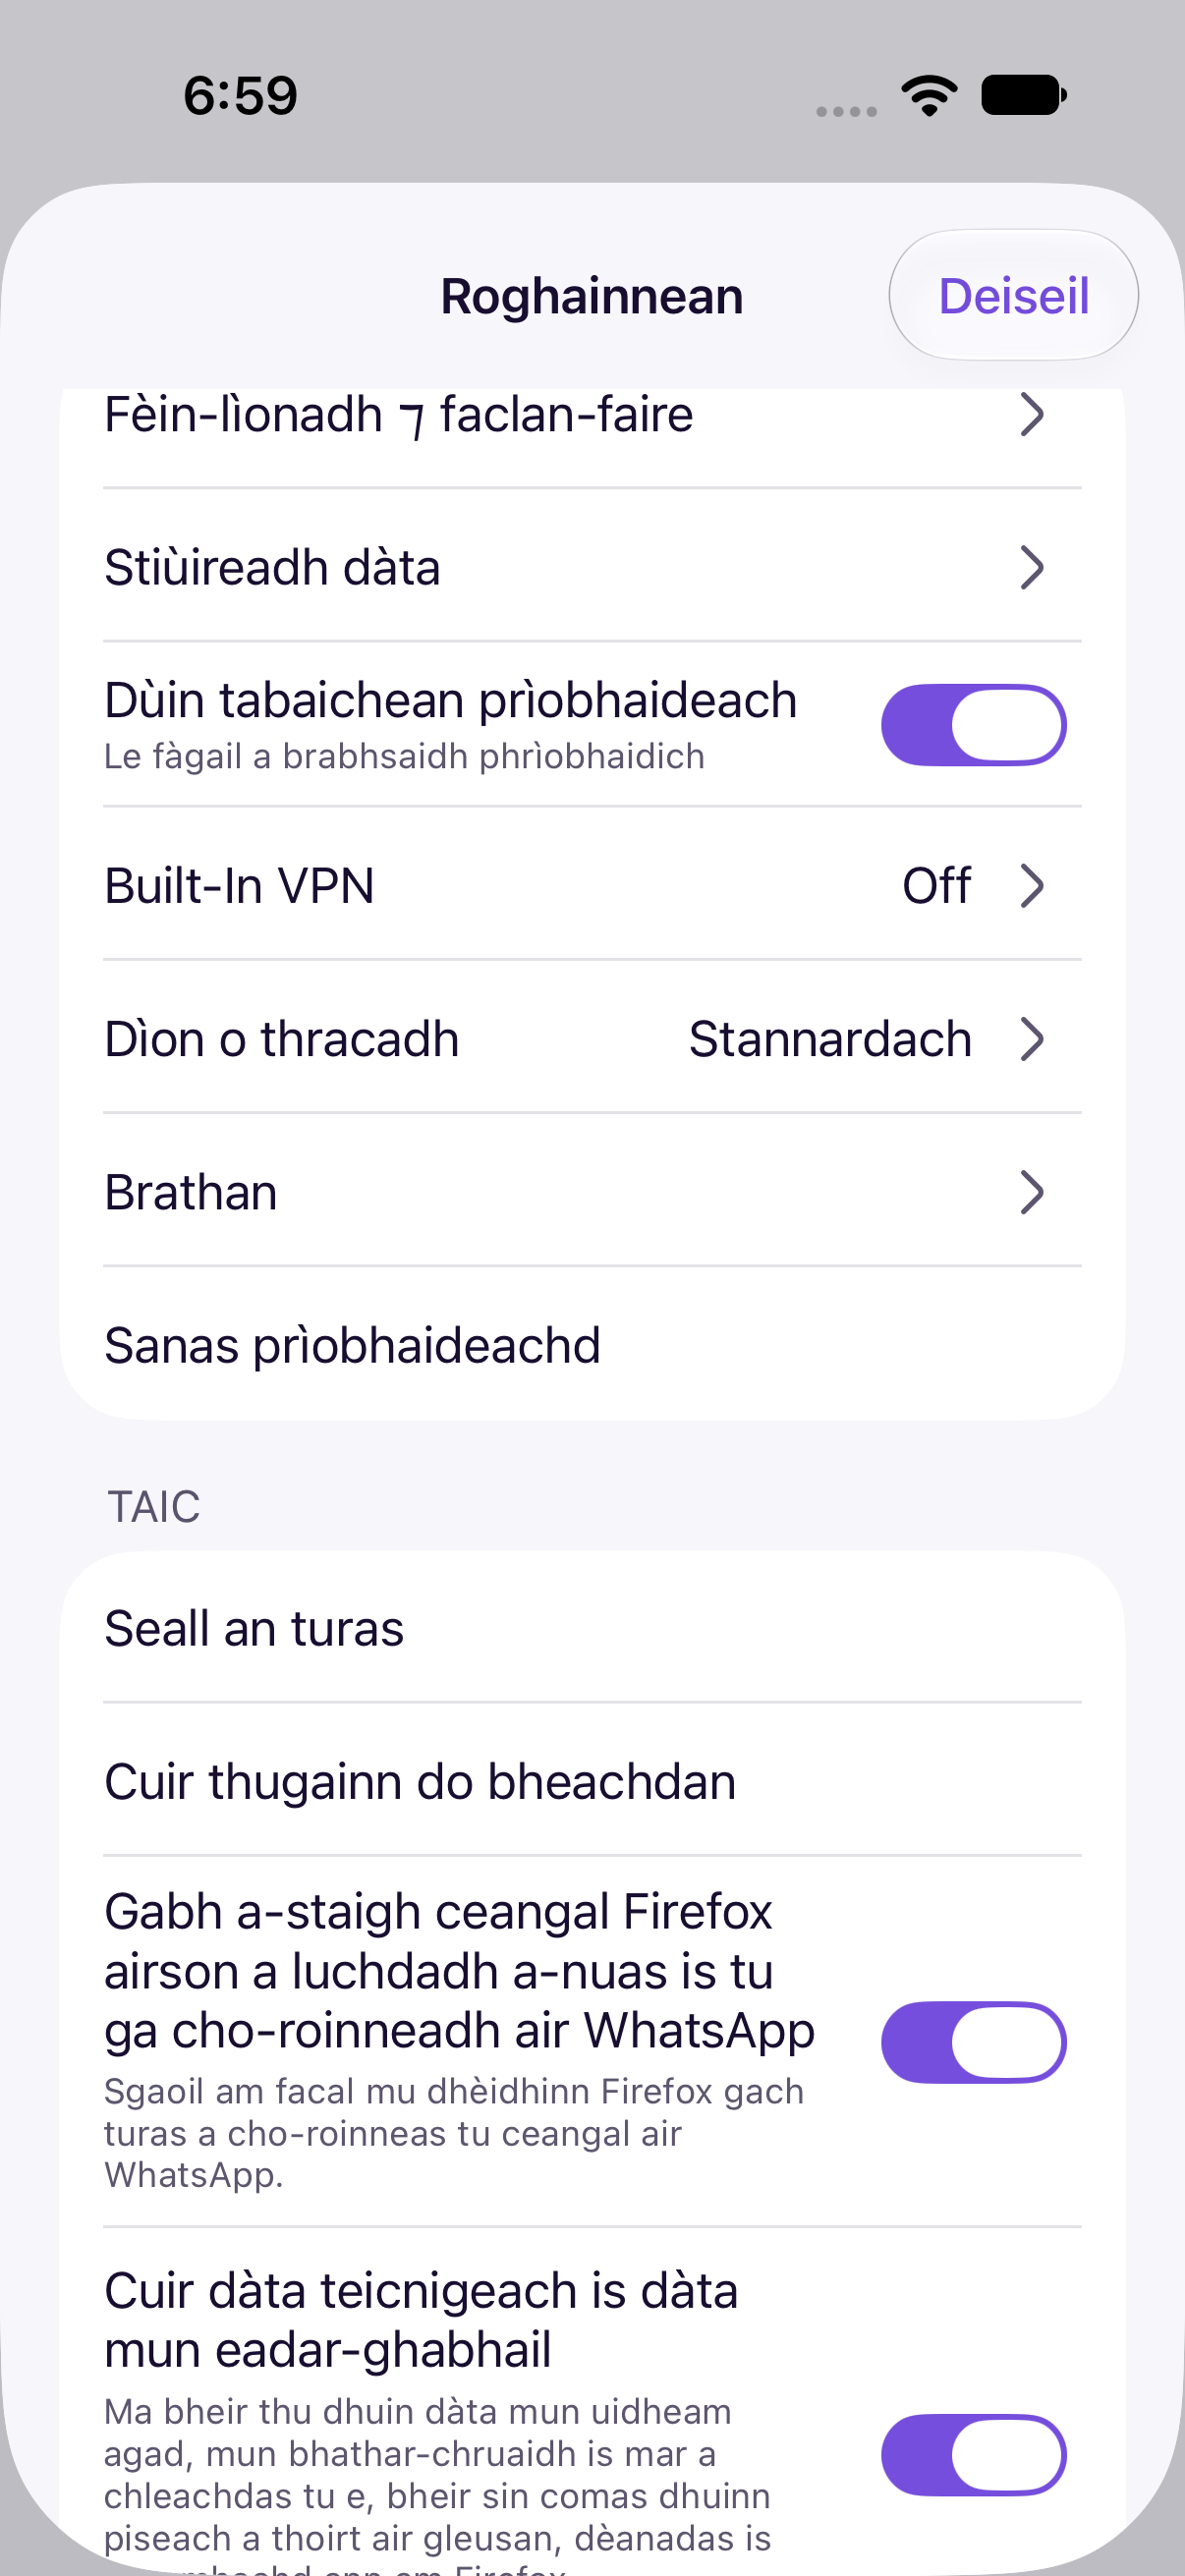 6:59
Roghainnean
Deiseil
Fèin-lìonadh ⁊ faclan-faire
Stiùireadh dàta
Dùin tabaichean prìobhaideach
Le fàgail a brabhsaidh phrìobhaidich
Built-In VPN
Off
Dìon o thracadh
Stannardach
Brathan
Sanas prìobhaideachd
TAIC
Seall an turas
Cuir thugainn do bheachdan
Gabh a-staigh ceangal Firefox
airson a luchdadh a-nuas is tu
ga cho-roinneadh air WhatsApp
Sgaoil am facal mu dhèidhinn Firefox gach
turas a cho-roinneas tu ceangal air
WhatsApp.
Cuir dàta teicnigeach is dàta
mun eadar-ghabhail
Ma bheir thu dhuin dàta mun uidheam
agad, mun bhathar-chruaidh is mar a
chleachdas tu e, bheir sin comas dhuinn
piseach a thoirt air gleusan, dèanadas is
ann am Firefox